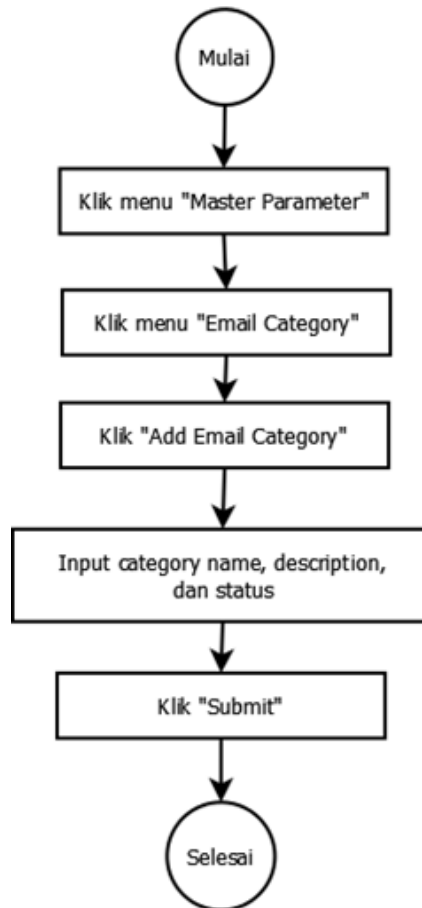 Mulai
Klik menu "Master Parameter"
Klik menu "Email Category"
Klik "Add Email Category"
Input category name, description,
dan status
Klik "Submit"
Selesai